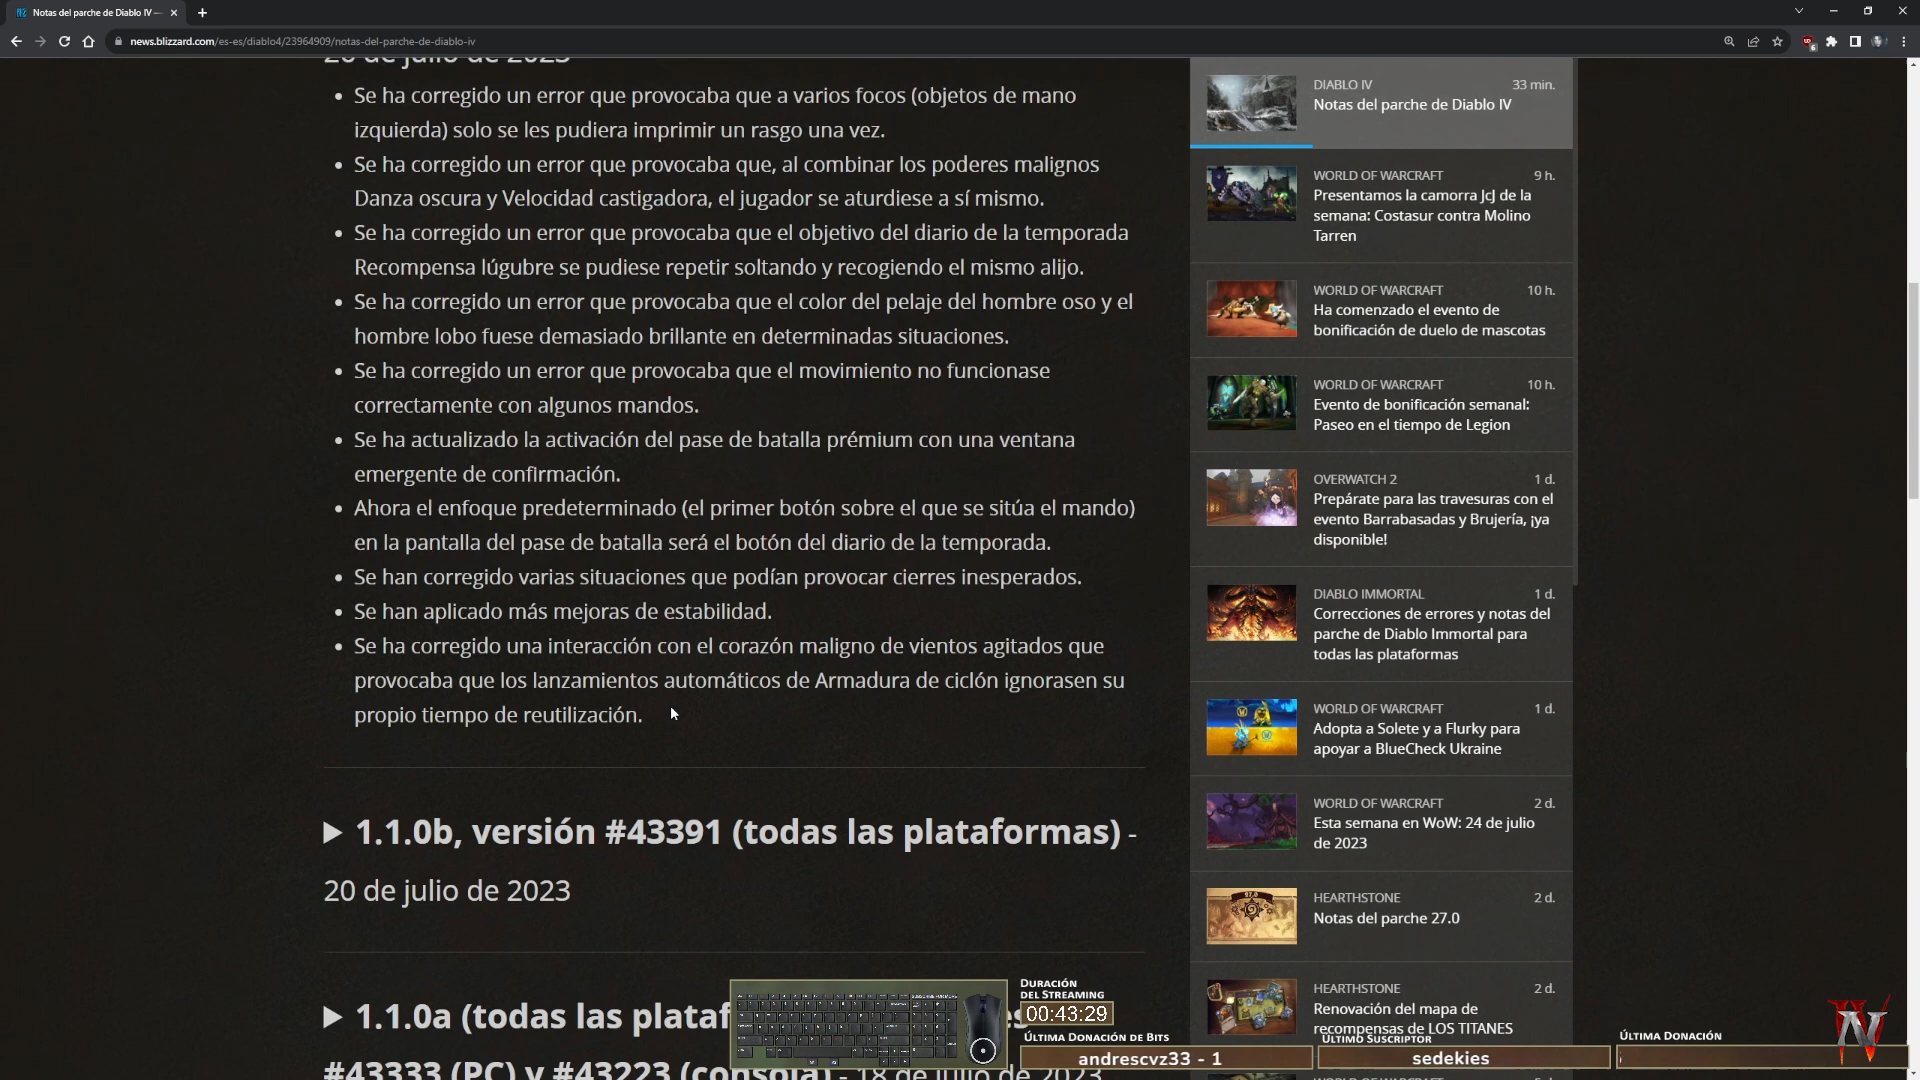 Notas del parche de Diablo IV —
news.blizzard.com/es-es/diablo4/23964909/notas-del-parche-de-diablo-iv
26 de julio de 2023
Se ha corregido un error que provocaba que a varios focos (objetos de mano
izquierda) solo se les pudiera imprimir un rasgo una vez.
Se ha corregido un error que provocaba que, al combinar los poderes malignos
Danza oscura y Velocidad castigadora, el jugador se aturdiese a sí mismo.
Se ha corregido un error que provocaba que el objetivo del diario de la temporada
Recompensa lúgubre se pudiese repetir soltando y recogiendo el mismo alijo.
Se ha corregido un error que provocaba que el color del pelaje del hombre oso y el
hombre lobo fuese demasiado brillante en determinadas situaciones.
Se ha corregido un error que provocaba que el movimiento no funcionase
correctamente con algunos mandos.
Se ha actualizado la activación del pase de batalla prémium con una ventana
emergente de confirmación.
Ahora el enfoque predeterminado (el primer botón sobre el que se sitúa el mando)
en la pantalla del pase de batalla será el botón del diario de la temporada.
Se han corregido varias situaciones que podían provocar cierres inesperados.
Se han aplicado más mejoras de estabilidad.
Se ha corregido una interacción con el corazón maligno de vientos agitados que
provocaba que los lanzamientos automáticos de Armadura de ciclón ignorasen su
propio tiempo de reutilización.
1.1.0b, versión #43391 (todas las plataformas) -
20 de julio de 2023
1.1.0a (todas las plataf
#43333 (PC) y #43223 (consola) - 18 de julio de 2023
DIABLO IV 33 min.
Notas del parche de Diablo IV
WORLD OF WARCRAFT 9 h.
Presentamos la camorra JcJ de la
semana: Costasur contra Molino
Tarren
WORLD OF WARCRAFT 10 h.
Ha comenzado el evento de
bonificación de duelo de mascotas
WORLD OF WARCRAFT 10 h.
Evento de bonificación semanal:
Paseo en el tiempo de Legion
OVERWATCH 2 1 d.
Prepárate para las travesuras con el
evento Barrabasadas y Brujería, ¡ya
disponible!
DIABLO IMMORTAL 1 d.
Correcciones de errores y notas del
parche de Diablo Immortal para
todas las plataformas
WORLD OF WARCRAFT 1 d.
Adopta a Solete y a Flurky para
apoyar a BlueCheck Ukraine
WORLD OF WARCRAFT 2 d.
Esta semana en WoW: 24 de julio
de 2023
HEARTHSTONE 2 d.
Notas del parche 27.0
HEARTHSTONE 2 d.
Renovación del mapa de
recompensas de LOS TITANES
DURACIÓN
DEL STREAMING
00:43:29
ÚLTIMA DONACIÓN DE BITS
andrescvz33 - 1
ÚLTIMO SUSCRIPTOR
sedekies
ÚLTIMA DONACIÓN
IV